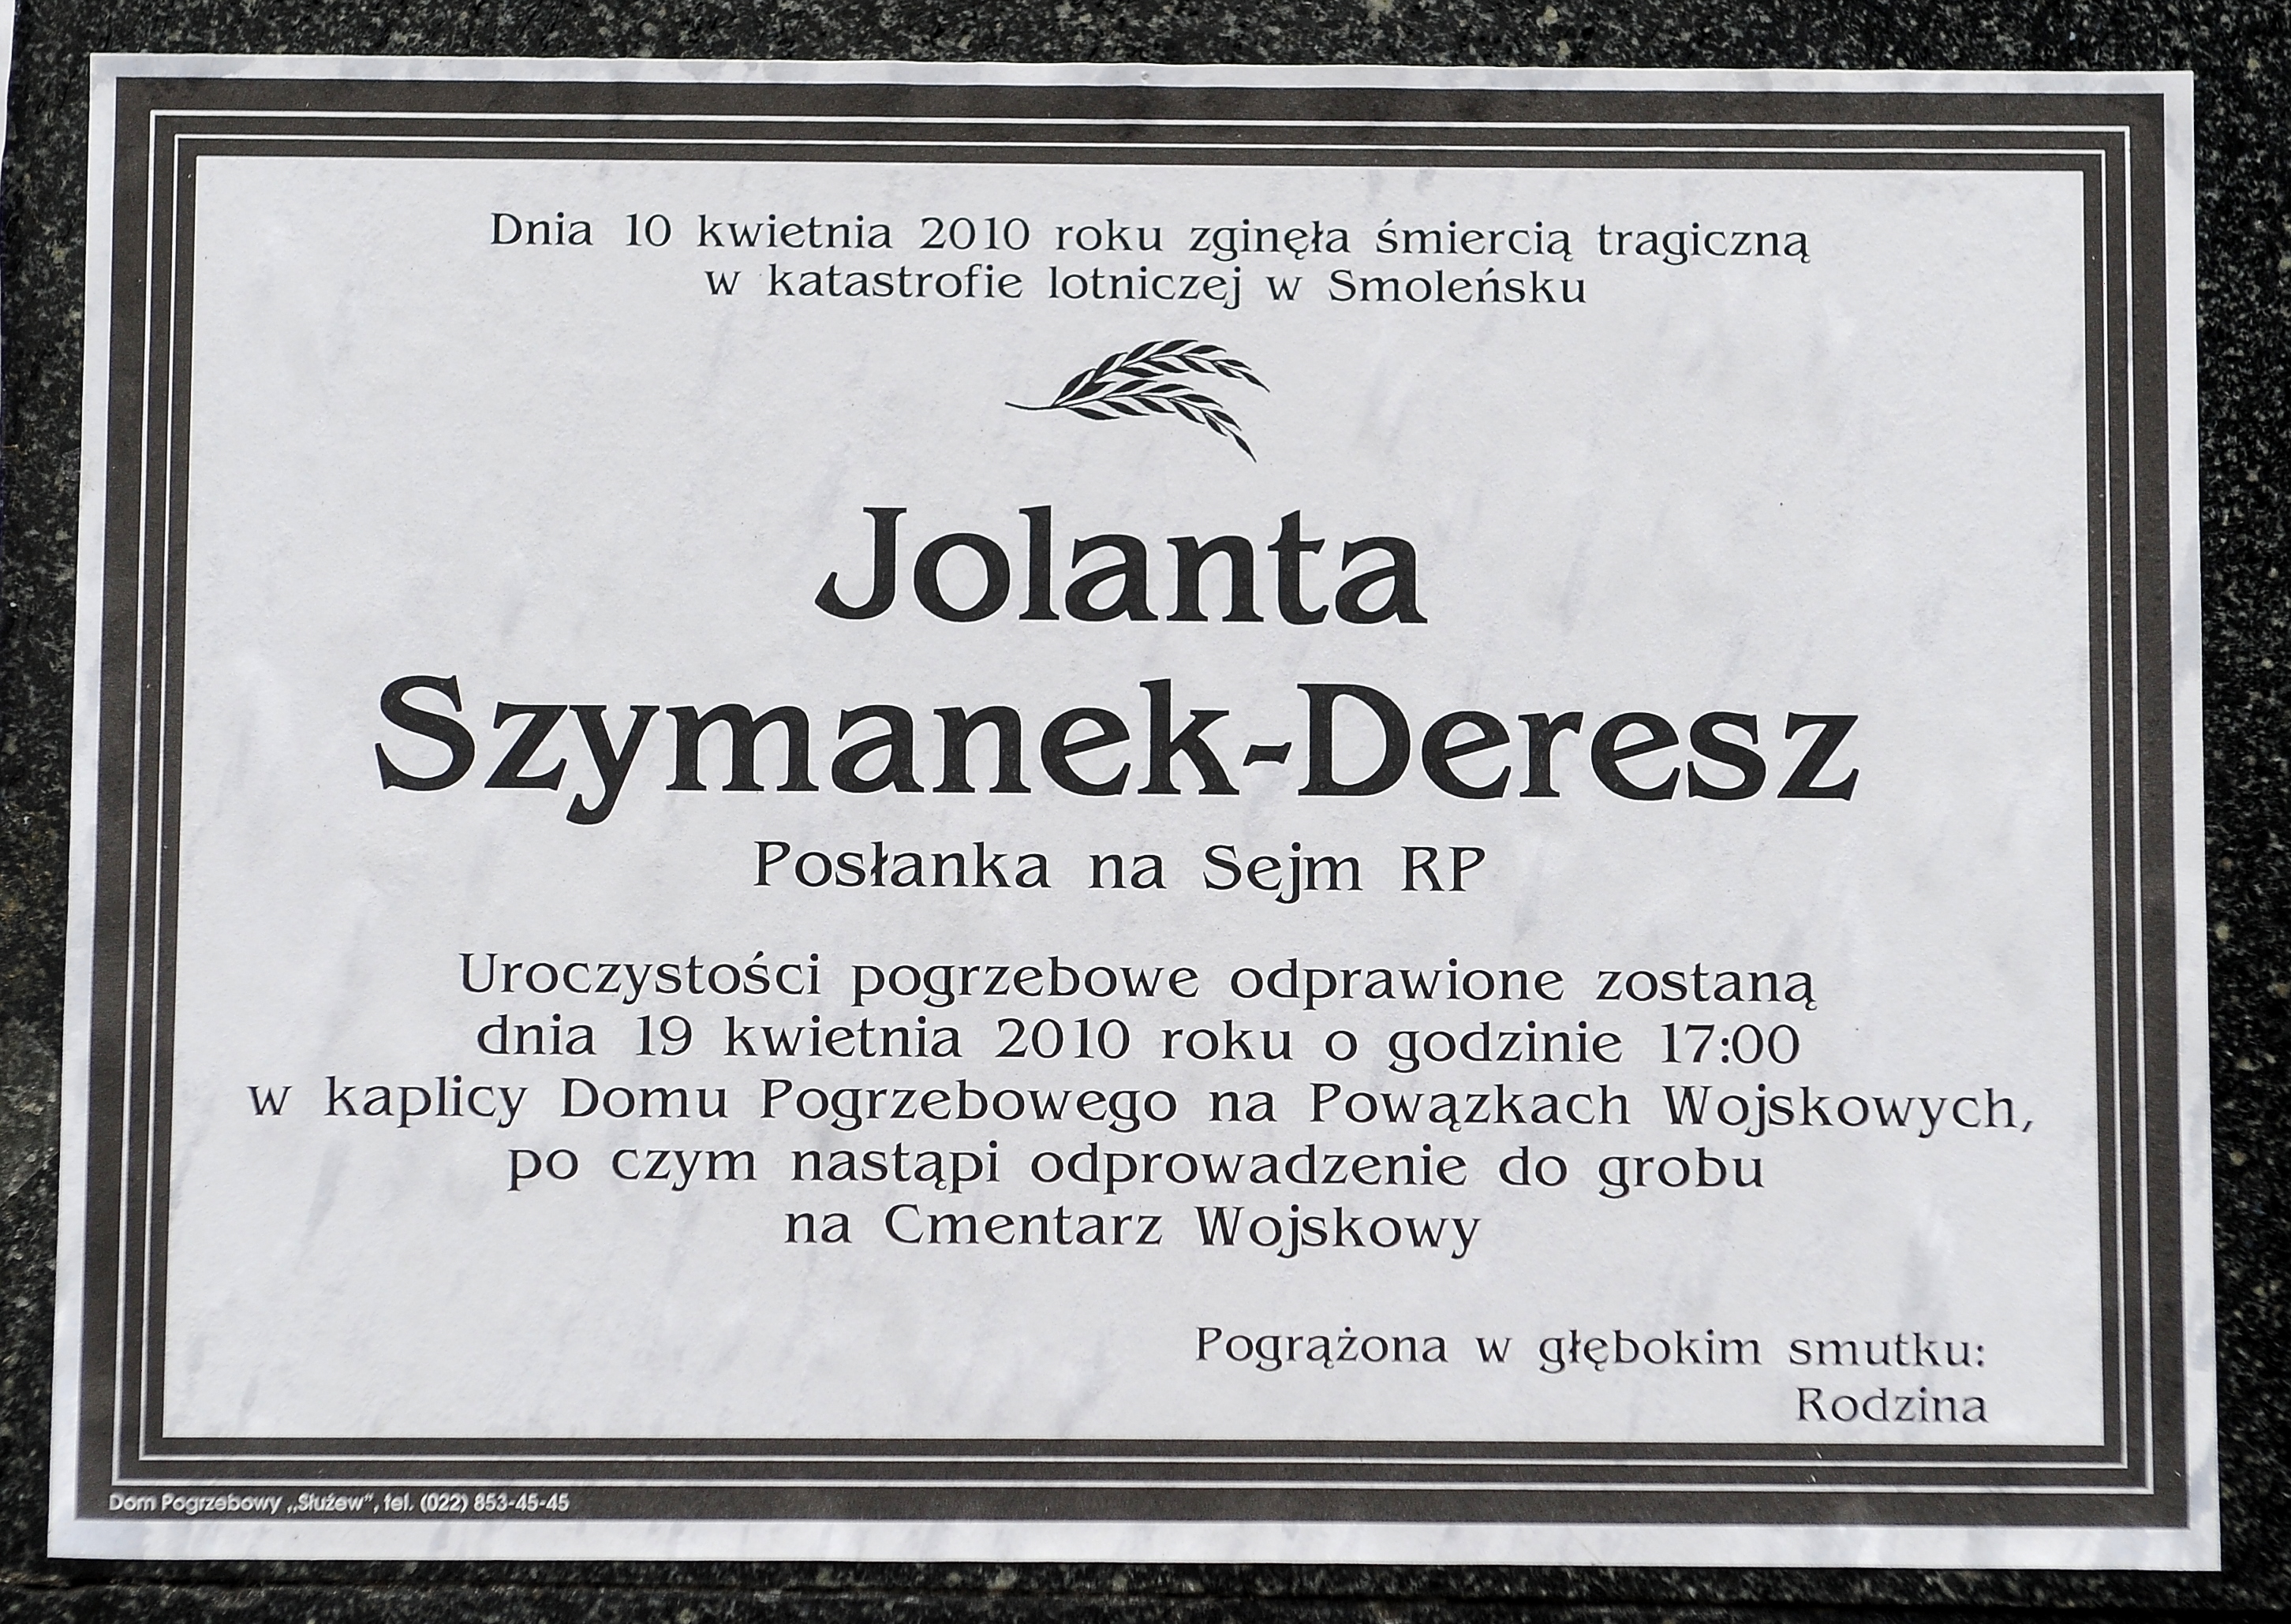 Dnia 10 kwietnia 2010 roku zginęła śmiercią tragiczną
w katastrofie lotniczej w Smoleńsku
Jolanta
Szymanek-Deresz
Posłanka na Sejm RP
Uroczystości pogrzebowe odprawione zostaną
dnia 19 kwietnia 2010 roku o godzinie 17:00
w kaplicy Domu Pogrzebowego na Powązkach Wojskowych,
po czym nastąpi odprowadzenie do grobu
na Cmentarz Wojskowy
Pogrążona w głębokim smutku:
Rodzina
Dom Pogrzebowy „Służew”, tel. (022) 853-45-45